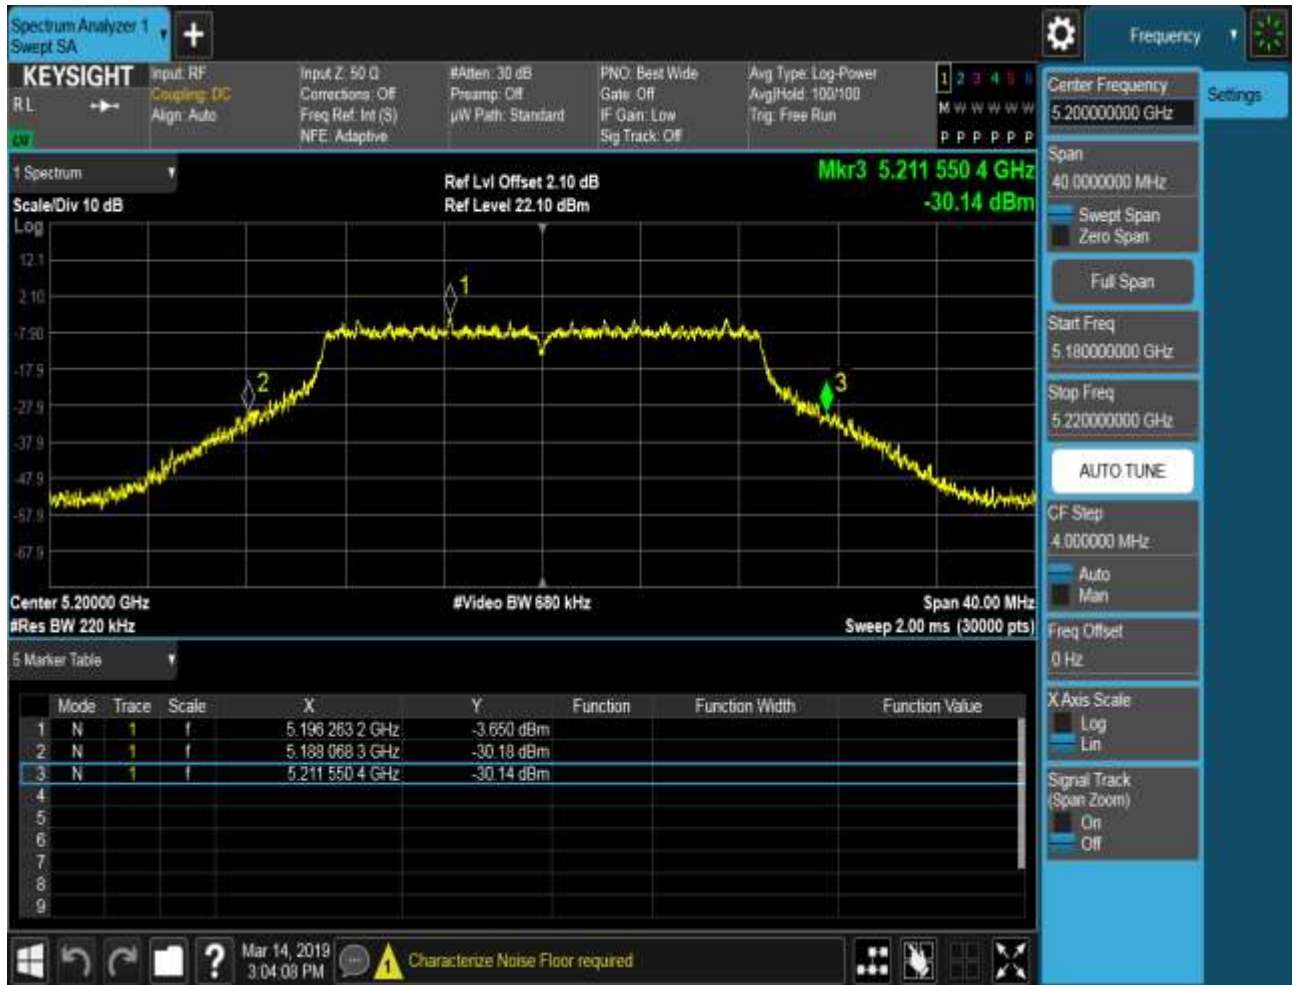 Spectrum Analyzer 1
Swept SA
Frequency
KEYSIGHT
R L
Input: RF
Coupling: DC
Align: Auto
Input Z: 50 Ω
Corrections: Off
Freq Ref: Int (S)
NFE: Adaptive
#Atten: 30 dB
Preamp: Off
µW Path: Standard
PNO: Best Wide
Gate: Off
IF Gain: Low
Sig Track: Off
Avg Type: Log-Power
Avg|Hold: 100/100
Trig: Free Run
1 2 3 4 5 6
M W W W W W
P P P P P P
1 Spectrum
Scale/Div 10 dB
Ref Lvl Offset 2.10 dB
Ref Level 22.10 dBm
Mkr3 5.211 550 4 GHz
-30.14 dBm
Log
12.1
2.10
-7.90
-17.9
-27.9
-37.9
-47.9
-57.9
-67.9
1
2
3
Center 5.20000 GHz
#Res BW 220 kHz
#Video BW 680 kHz
Span 40.00 MHz
Sweep 2.00 ms (30000 pts)
5 Marker Table
Mode Trace Scale X Y Function Function Width Function Value
1 N 1 f 5.196 263 2 GHz -3.650 dBm
2 N 1 f 5.188 068 3 GHz -30.18 dBm
3 N 1 f 5.211 550 4 GHz -30.14 dBm
4
5
6
7
8
9
Center Frequency
5.200000000 GHz
Settings
Span
40.0000000 MHz
Swept Span
Zero Span
Full Span
Start Freq
5.180000000 GHz
Stop Freq
5.220000000 GHz
AUTO TUNE
CF Step
4.000000 MHz
Auto
Man
Freq Offset
0 Hz
X Axis Scale
Log
Lin
Signal Track
(Span Zoom)
On
Off
?
Mar 14, 2019
3:04:08 PM
1
Characterize Noise Floor required